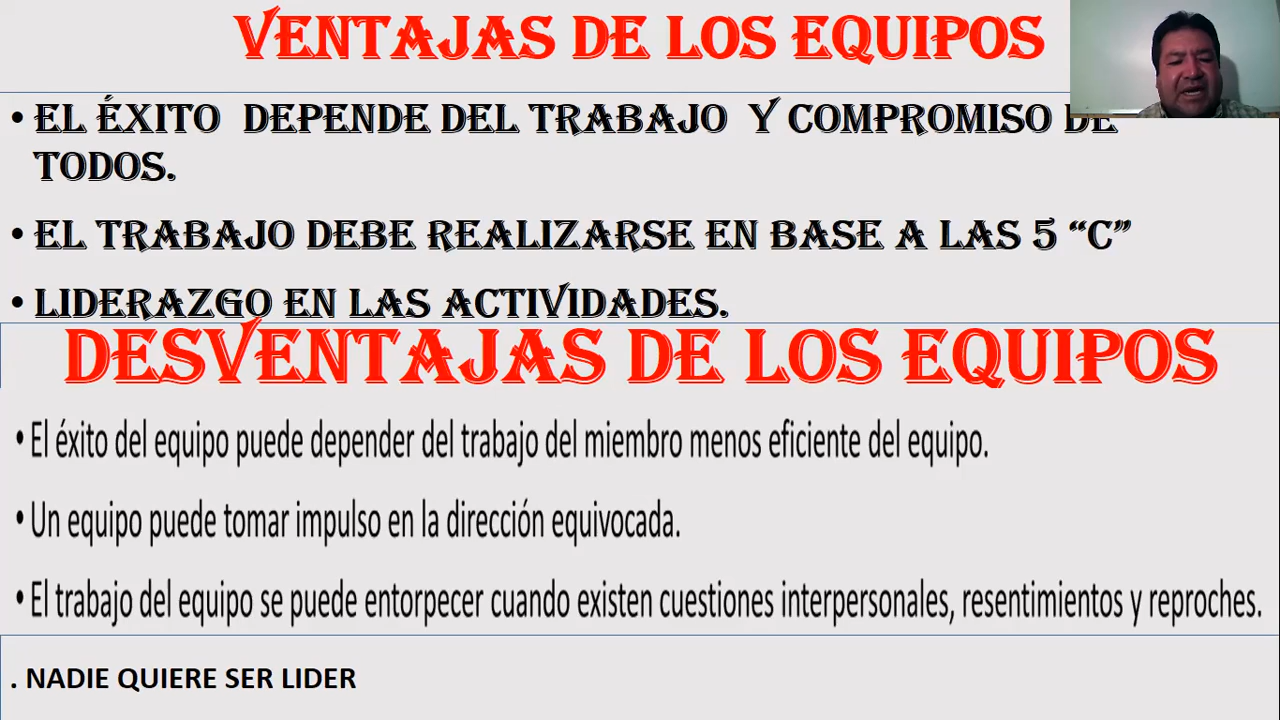 VENTAJAS DE LOS EQUIPOS
• EL ÉXITO DEPENDE DEL TRABAJO Y COMPROMISO DE
TODOS.
• EL TRABAJO DEBE REALIZARSE EN BASE A LAS 5 “C”
• LIDERAZGO EN LAS ACTIVIDADES.
DESVENTAJAS DE LOS EQUIPOS
• El éxito del equipo puede depender del trabajo del miembro menos eficiente del equipo.
• Un equipo puede tomar impulso en la dirección equivocada.
• El trabajo del equipo se puede entorpecer cuando existen cuestiones interpersonales, resentimientos y reproches.
. NADIE QUIERE SER LIDER